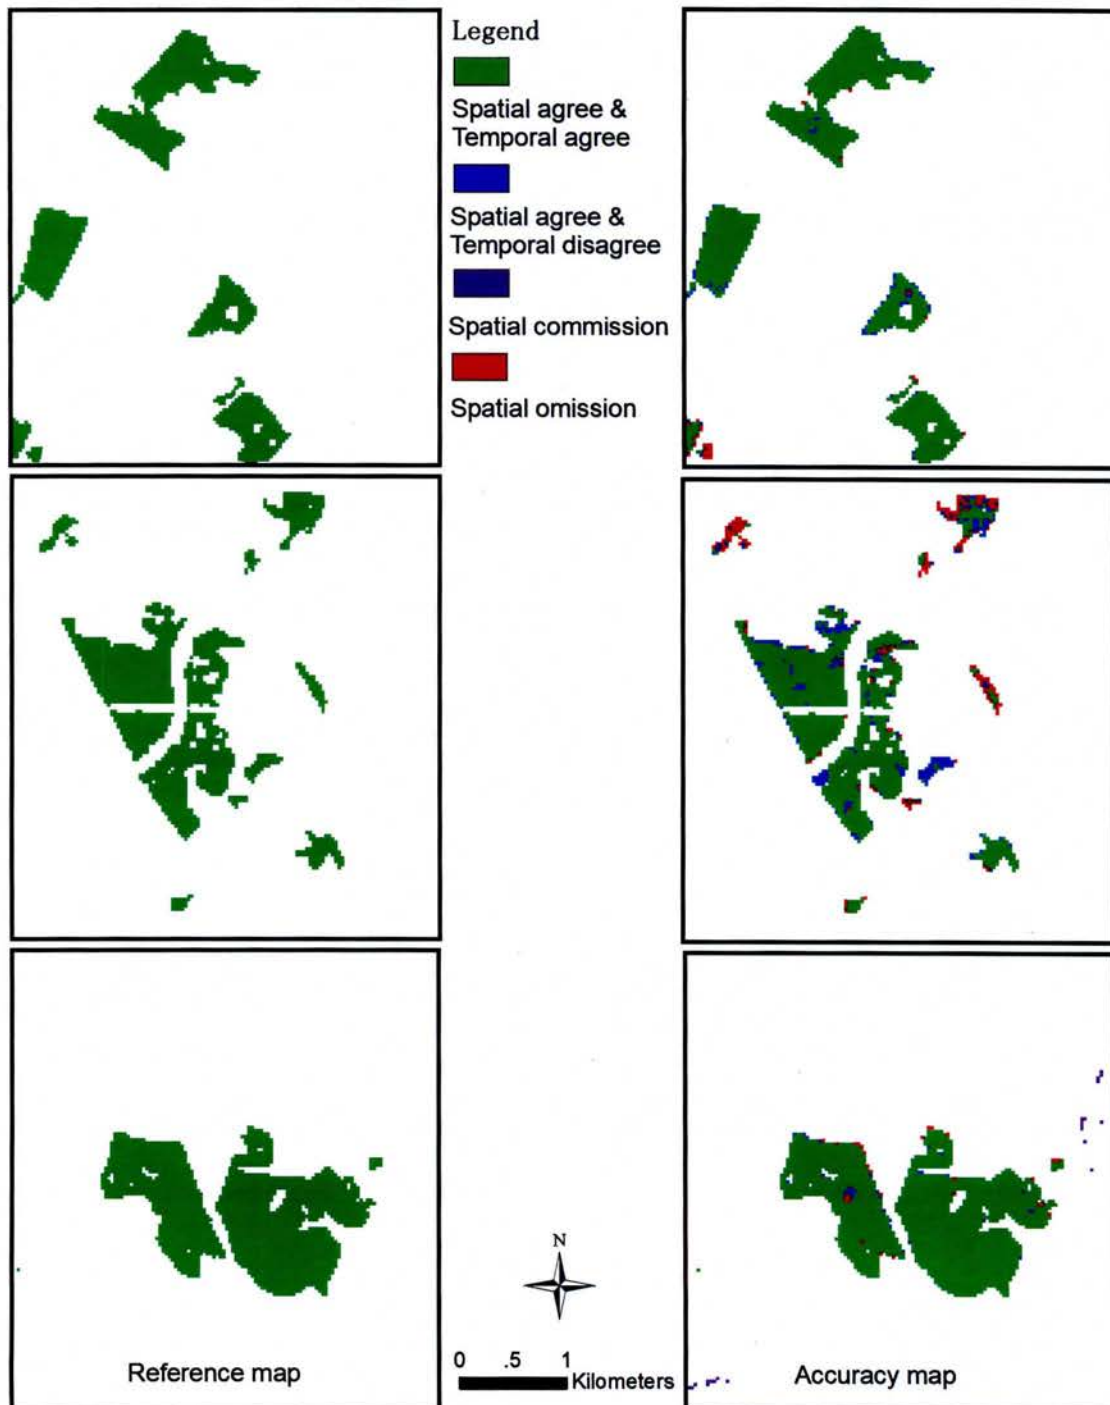 Legend
Spatial agree &
Temporal agree
Spatial agree &
Temporal disagree
Spatial commission
Spatial omission
N
0 .5 1
Kilometers
Reference map
Accuracy map